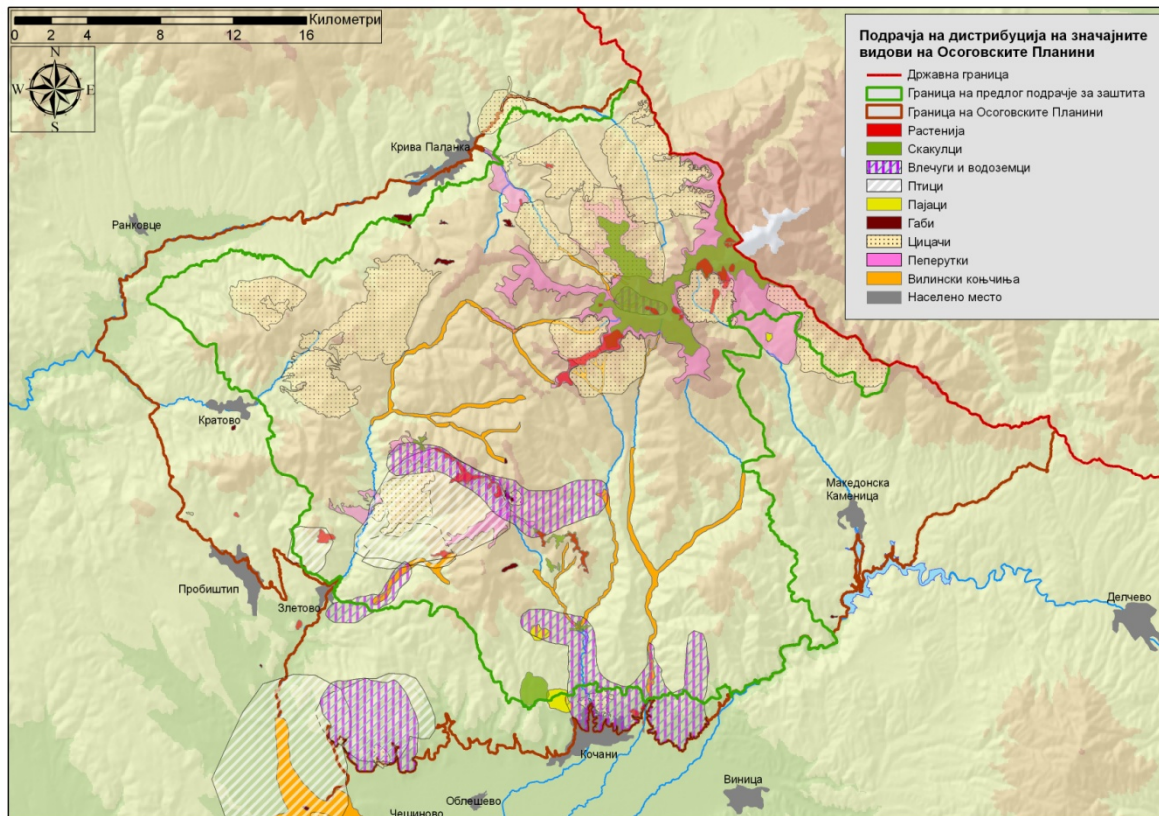 Километри
0 2 4 8 12 16
N
W E
S
Подрачја на дистрибуција на значајните
видови на Осоговските Планини
Државна граница
Граница на предлог подрачје за заштита
Граница на Осоговските Планини
Растенија
Скакулци
Влечуги и водоземци
Птици
Пајаци
Габи
Цицачи
Пеперутки
Вилински коњчиња
Населено место
Крива Паланка
Ранковце
Кратово
Македонска
Каменица
Пробиштип
Злетово
Делчево
Кочани
Виница
Облешево
Чешиново